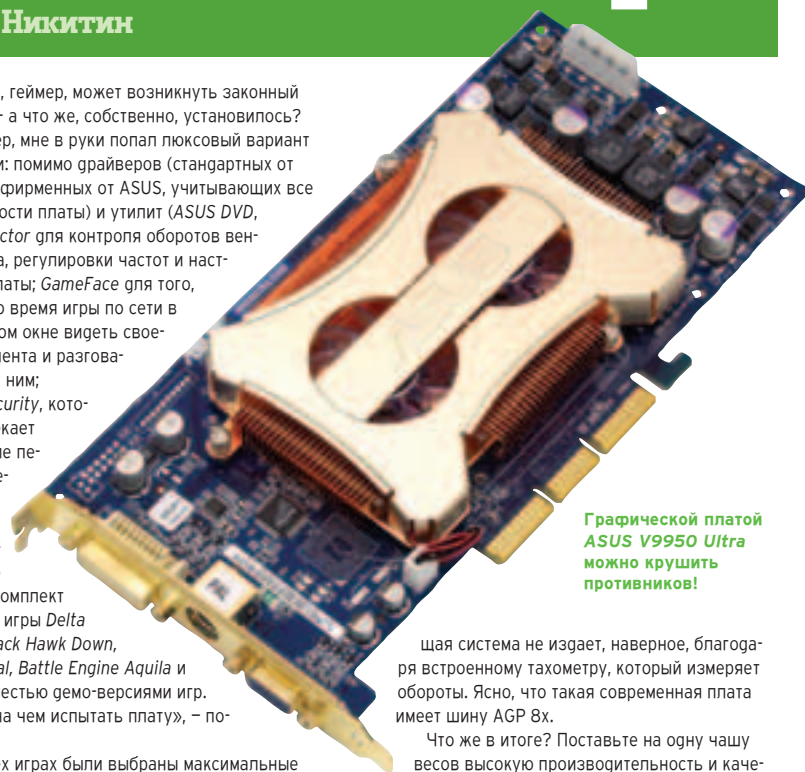 Никитин
, геймер, может возникнуть законный
– а что же, собственно, установилось?
ер, мне в руки попал люксовый вариант
и: помимо драйверов (стандартных от
фирменных от ASUS, учитывающих все
ости платы) и утилит (ASUS DVD,
ctor для контроля оборотов вен-
а, регулировки частот и наст-
латы; GameFace для того,
о время игры по сети в
ом окне видеть свое-
нента и разгова-
ним;
curity, кото-
кает
ие пе-
е-
омплект
игры Delta
ack Hawk Down,
al, Battle Engine Aquila и
естью демо-версиями игр.
на чем испытать плату», – по-
х играх были выбраны максимальные
Графической платой
ASUS V9950 Ultra
можно крушить
противников!
щая система не издает, наверное, благода-
ря встроенному тахометру, который измеряет
обороты. Ясно, что такая современная плата
имеет шину AGP 8x.
Что же в итоге? Поставьте на одну чашу
весов высокую производительность и каче-